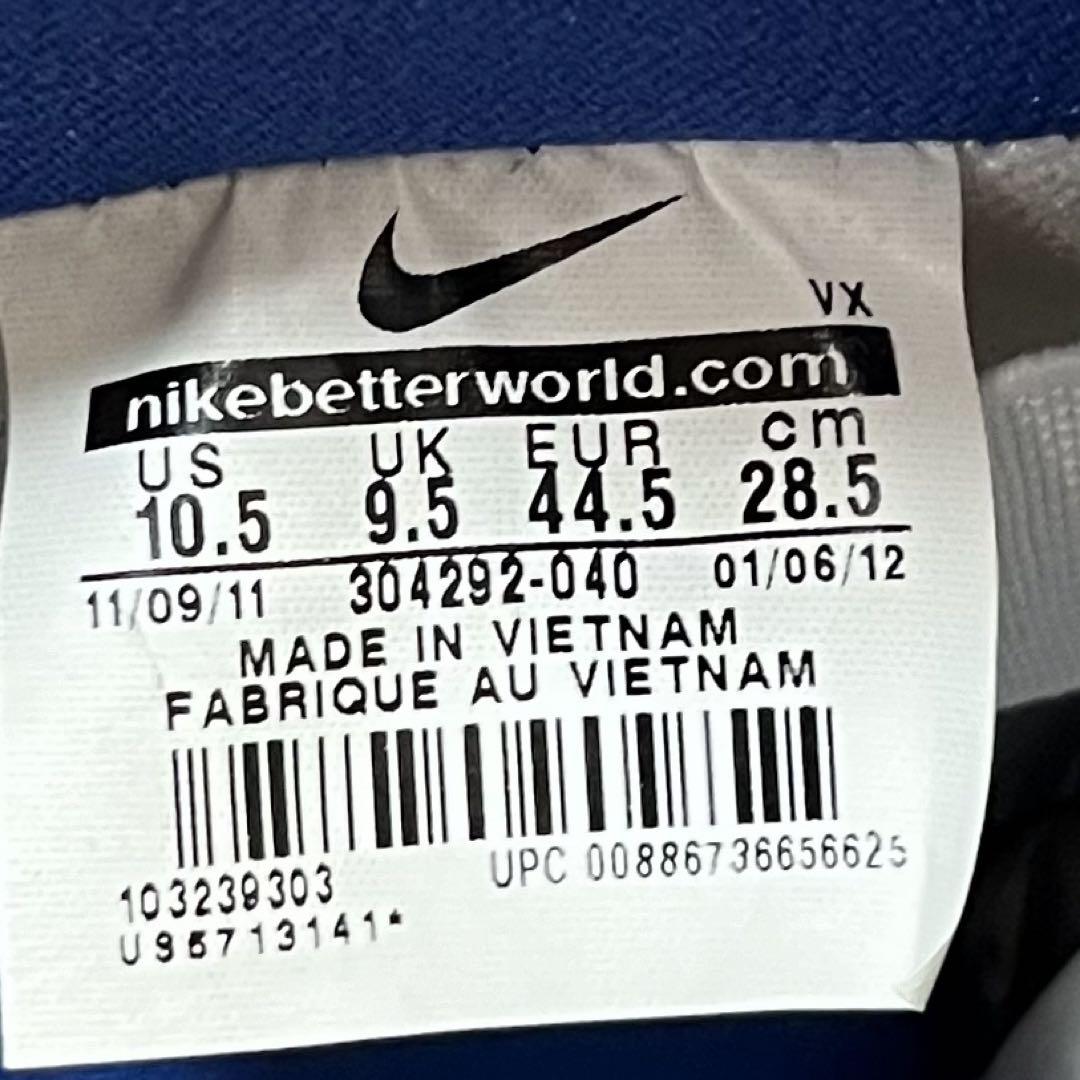 VX
nikebetterworld.com
US UK EUR cm
10.5 9.5 44.5 28.5
11/09/11 304292-040 01/06/12
MADE IN VIETNAM
FABRIQUE AU VIETNAM
UPC 00886736656625
103239303
U96713141*